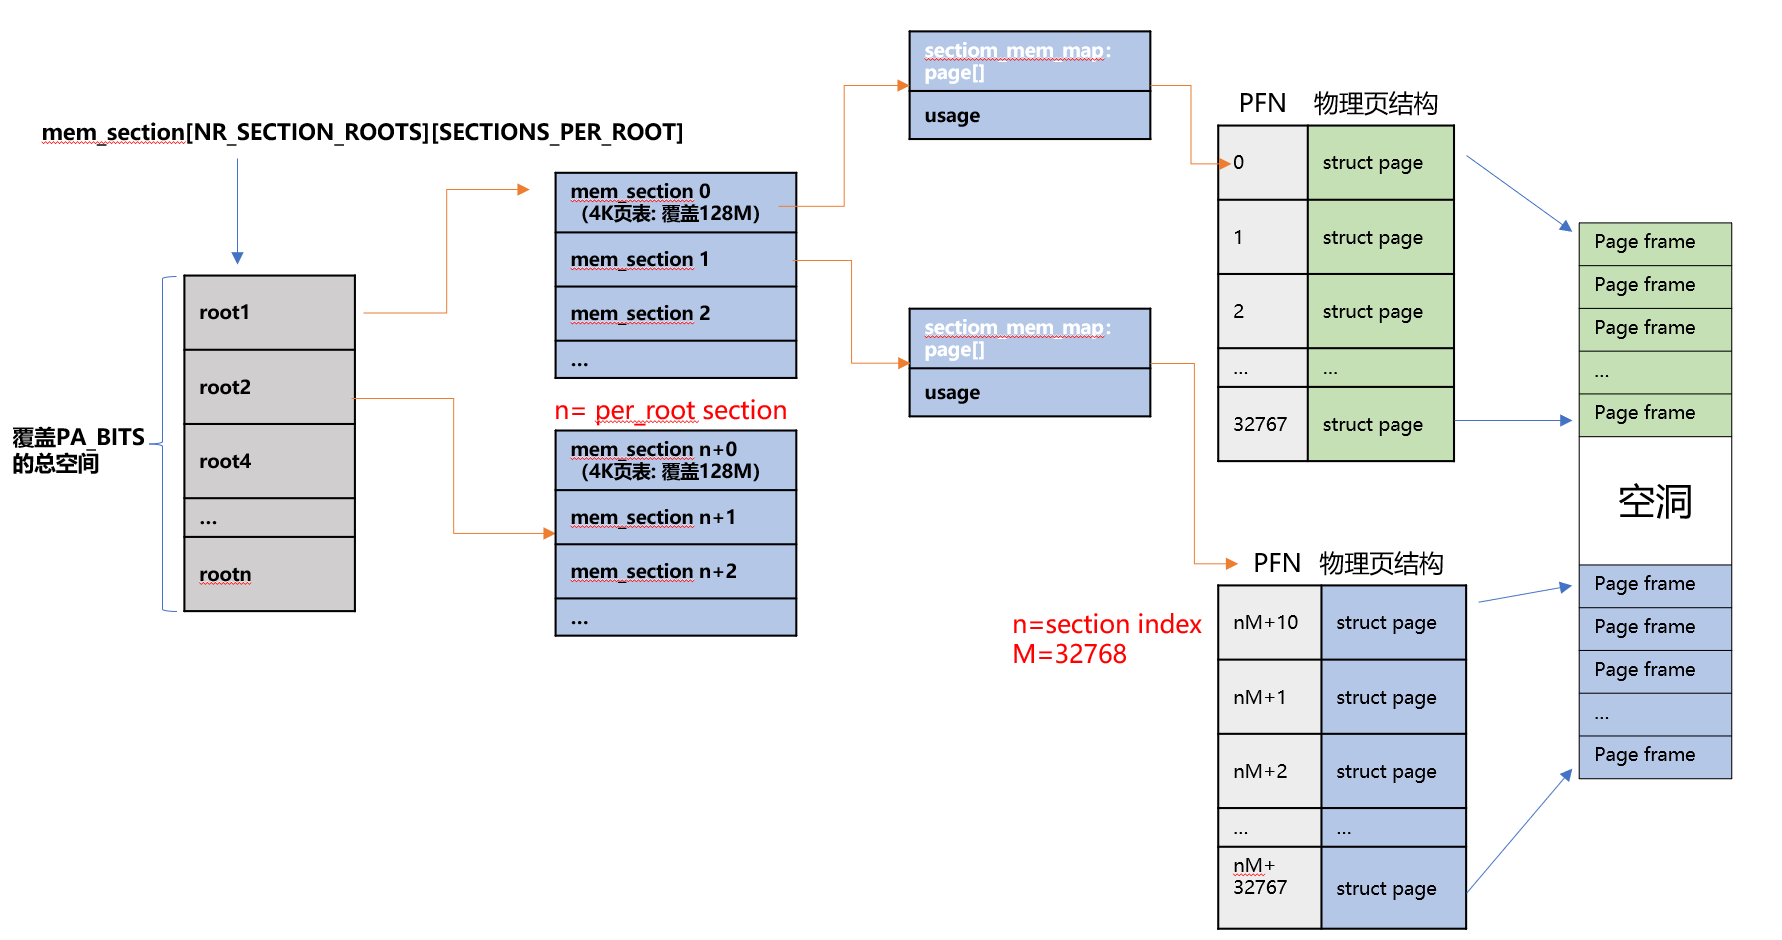 mem_section[NR_SECTION_ROOTS][SECTIONS_PER_ROOT]
覆盖PA_BITS
的总空间
root1
root2
root4
...
rootn
mem_section 0
（4K页表: 覆盖128M）
mem_section 1
mem_section 2
...
n= per_root section
mem_section n+0
（4K页表: 覆盖128M）
mem_section n+1
mem_section n+2
...
sectiom_mem_map:
page[]
usage
sectiom_mem_map:
page[]
usage
PFN 物理页结构
0 struct page
1 struct page
2 struct page
... ...
32767 struct page
n=section index
M=32768
PFN 物理页结构
nM+10 struct page
nM+1 struct page
nM+2 struct page
... ...
nM+
32767 struct page
Page frame
Page frame
Page frame
...
Page frame
空洞
Page frame
Page frame
Page frame
...
Page frame